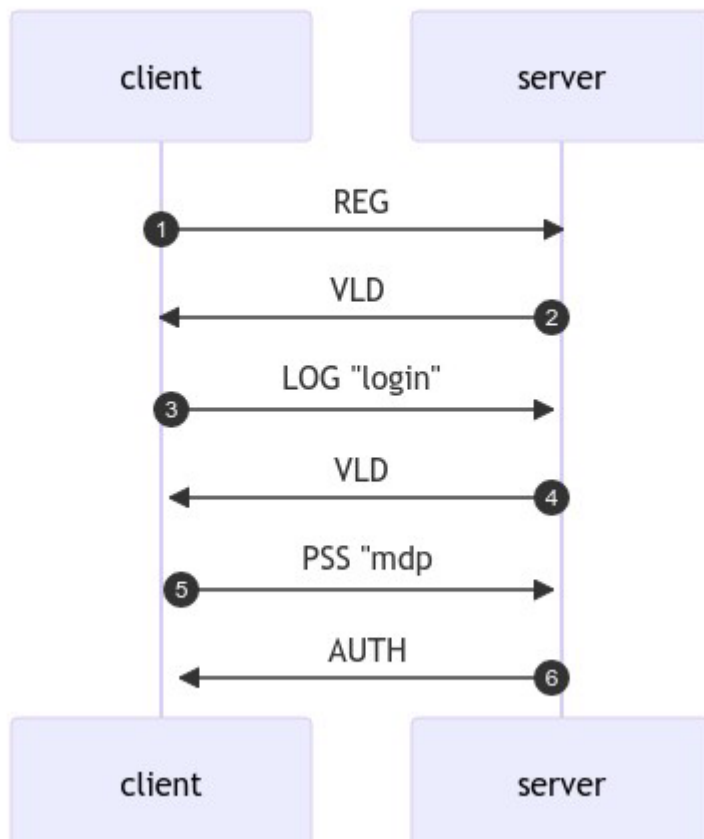 client
server
REG
1
VLD
2
LOG "login"
3
VLD
4
PSS "mdp
5
AUTH
6
client
server